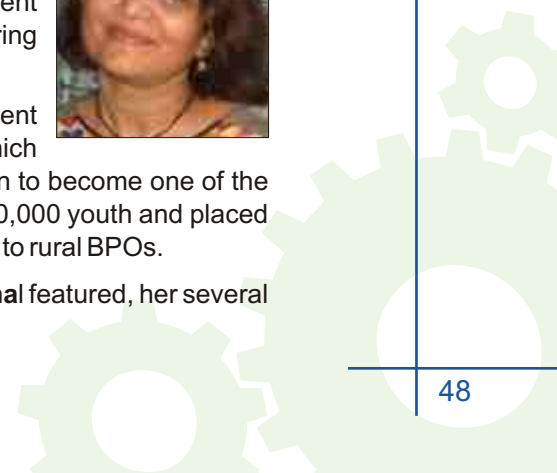 ent
ring
ent
hich
n to become one of the
0,000 youth and placed
to rural BPOs.
nal featured, her several
48